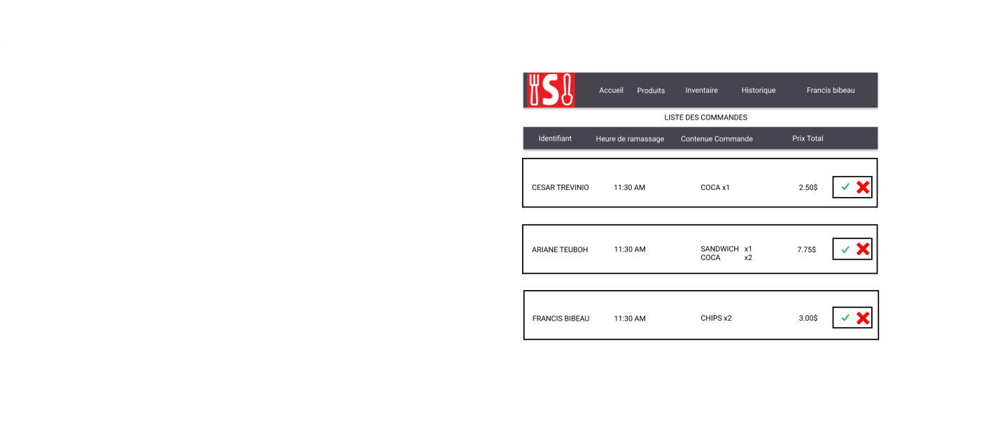 S
Accueil Produits Inventaire Historique Francis bibeau
LISTE DES COMMANDES
Identifiant Heure de ramassage Contenue Commande Prix Total
CESAR TREVINIO 11:30 AM COCA x1 2.50$
ARIANE TEUBOH 11:30 AM SANDWICH x1 7.75$
COCA x2
FRANCIS BIBEAU 11:30 AM CHIPS x2 3.00$